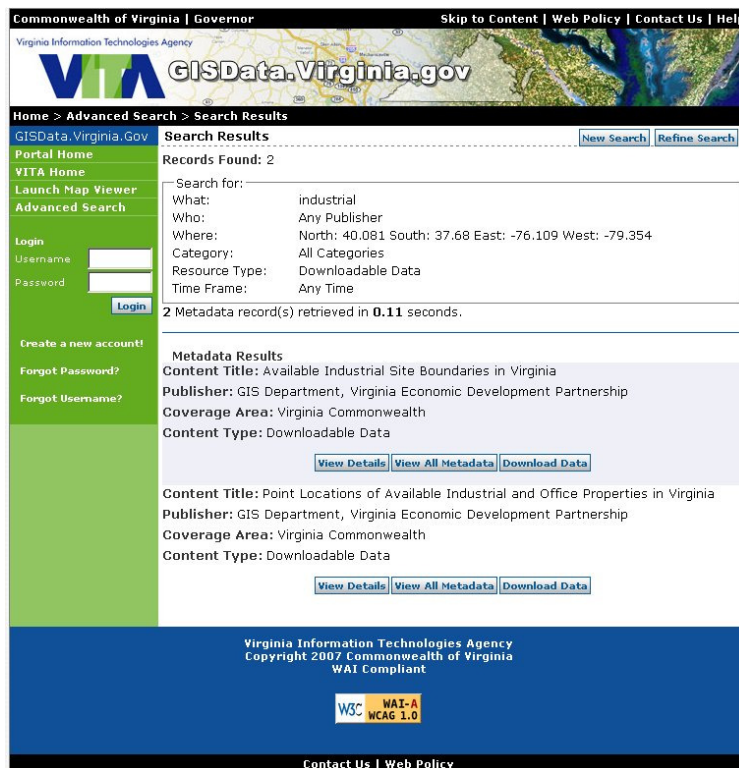 Commonwealth of Virginia | Governor
Skip to Content | Web Policy | Contact Us | Help
Virginia Information Technologies Agency
VITA
GISData.Virginia.gov
Home > Advanced Search > Search Results
GISData.Virginia.Gov
Portal Home
VITA Home
Launch Map Viewer
Advanced Search
Login
Username
Password
Login
Create a new account!
Forgot Password?
Forgot Username?
Search Results
New Search
Refine Search
Records Found: 2
Search for:
What: industrial
Who: Any Publisher
Where: North: 40.081 South: 37.68 East: -76.109 West: -79.354
Category: All Categories
Resource Type: Downloadable Data
Time Frame: Any Time
2 Metadata record(s) retrieved in 0.11 seconds.
Metadata Results
Content Title: Available Industrial Site Boundaries in Virginia
Publisher: GIS Department, Virginia Economic Development Partnership
Coverage Area: Virginia Commonwealth
Content Type: Downloadable Data
View Details View All Metadata Download Data
Content Title: Point Locations of Available Industrial and Office Properties in Virginia
Publisher: GIS Department, Virginia Economic Development Partnership
Coverage Area: Virginia Commonwealth
Content Type: Downloadable Data
View Details View All Metadata Download Data
Virginia Information Technologies Agency
Copyright 2007 Commonwealth of Virginia
WAI Compliant
W3C WAI-A
WCAG 1.0
Contact Us | Web Policy